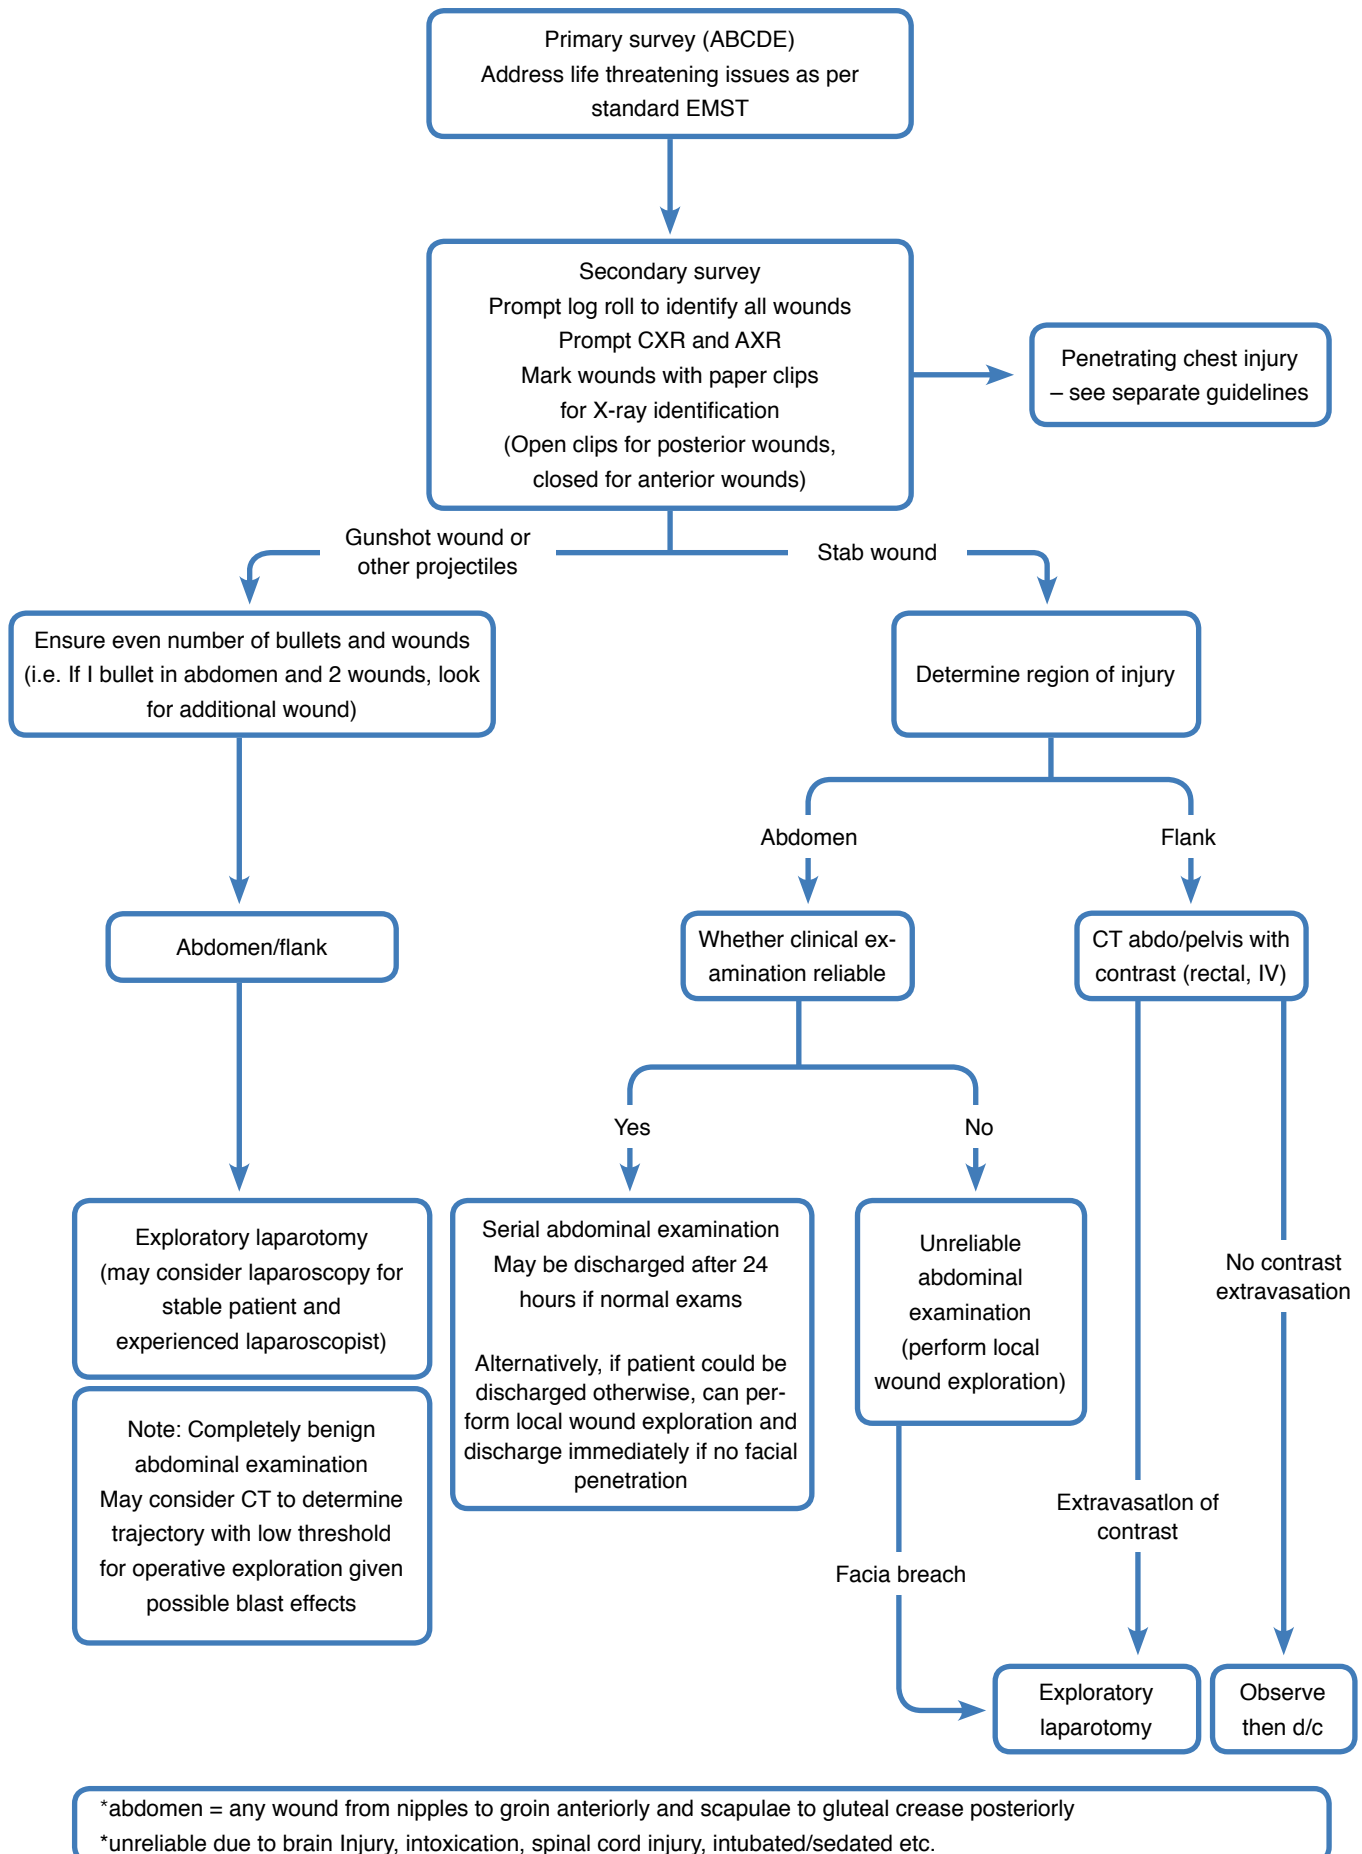 Primary survey (ABCDE)
Address life threatening issues as per
standard EMST
Secondary survey
Prompt log roll to identify all wounds
Prompt CXR and AXR
Mark wounds with paper clips
for X-ray identification
(Open clips for posterior wounds,
closed for anterior wounds)
Penetrating chest injury
– see separate guidelines
Gunshot wound or
other projectiles
Stab wound
Ensure even number of bullets and wounds
(i.e. If I bullet in abdomen and 2 wounds, look
for additional wound)
Determine region of injury
Abdomen
Flank
Abdomen/flank
Whether clinical ex-
amination reliable
CT abdo/pelvis with
contrast (rectal, IV)
Yes
No
Exploratory laparotomy
(may consider laparoscopy for
stable patient and
experienced laparoscopist)
Note: Completely benign
abdominal examination
May consider CT to determine
trajectory with low threshold
for operative exploration given
possible blast effects
Serial abdominal examination
May be discharged after 24
hours if normal exams
Alternatively, if patient could be
discharged otherwise, can per-
form local wound exploration and
discharge immediately if no facial
penetration
Unreliable
abdominal
examination
(perform local
wound exploration)
No contrast
extravasation
Extravasatlon of
contrast
Facia breach
Exploratory
laparotomy
Observe
then d/c
*abdomen = any wound from nipples to groin anteriorly and scapulae to gluteal crease posteriorly
*unreliable due to brain Injury, intoxication, spinal cord injury, intubated/sedated etc.